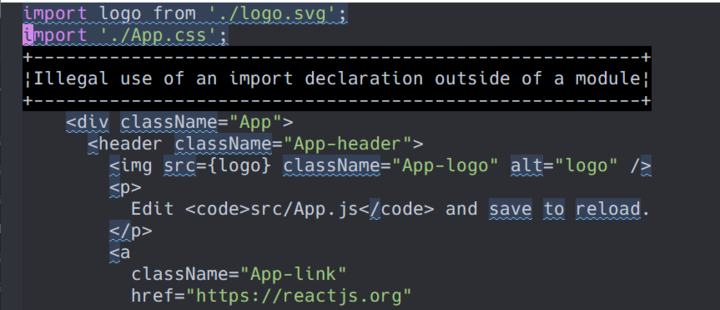 import logo from './logo.svg';
import './App.css';
+-------------------------------------------------------+
¦Illegal use of an import declaration outside of a module¦
+-------------------------------------------------------+
<div className="App">
<header className="App-header">
<img src={logo} className="App-logo" alt="logo" />
<p>
Edit <code>src/App.js</code> and save to reload.
</p>
<a
className="App-link"
href="https://reactjs.org"